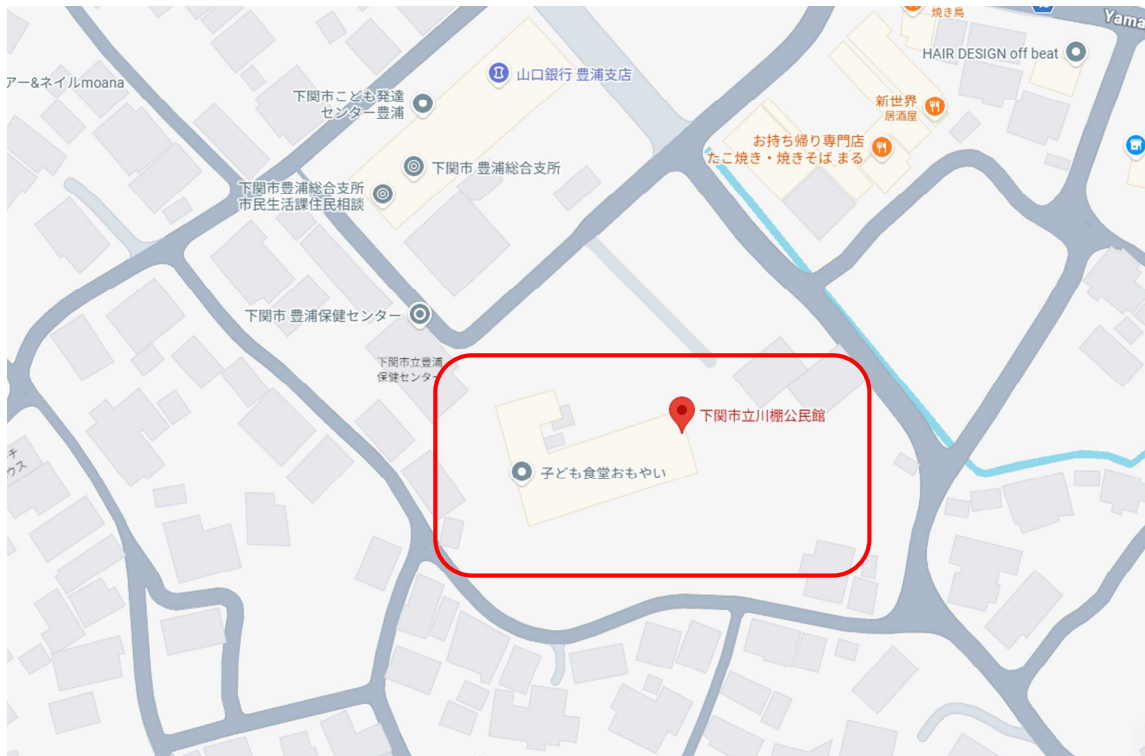 焼き鳥
Yama
HAIR DESIGN off beat
アー&ネイルmoana
山口銀行 豊浦支店
下関市こども発達
センター豊浦
新世界
居酒屋
お持ち帰り専門店
たこ焼き・焼きそば まる
下関市 豊浦総合支所
下関市豊浦総合支所
市民生活課住民相談
下関市 豊浦保健センター
下関市立豊浦
保健センター
下関市立川棚公民館
子ども食堂おもやい
チ
ウス